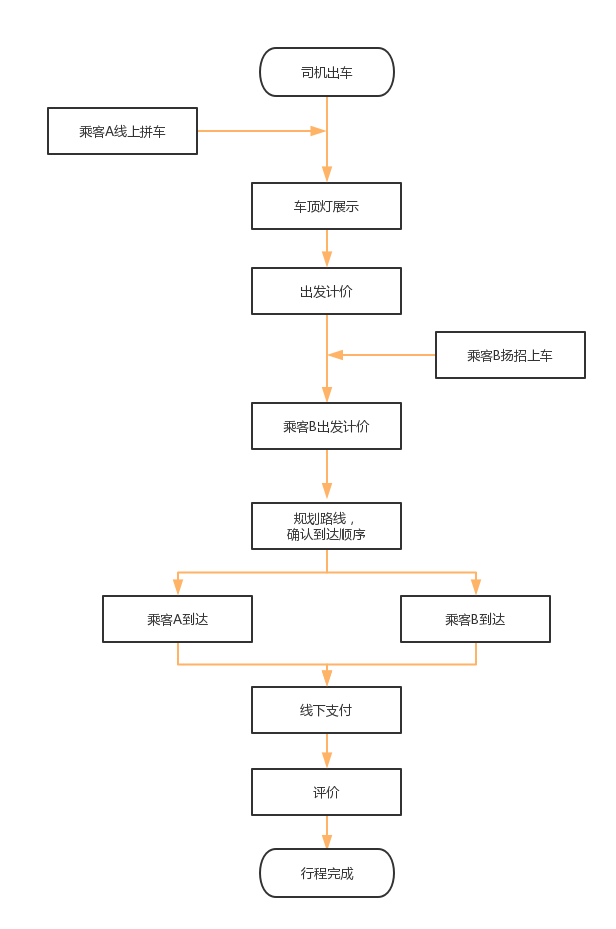 司机出车
乘客A线上拼车
车顶灯展示
出发计价
乘客B扬招上车
乘客B出发计价
规划路线，
确认到达顺序
乘客A到达
乘客B到达
线下支付
评价
行程完成